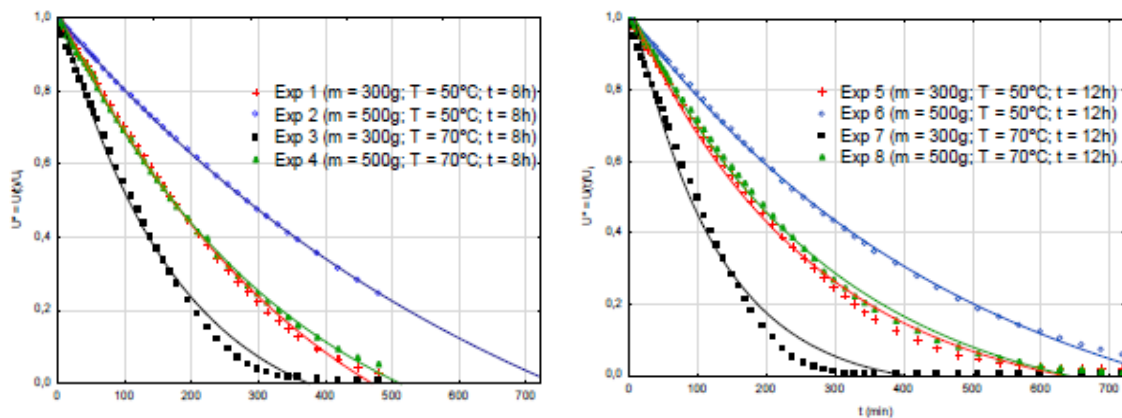 1,0
0,8
0,6
0,4
0,2
0,0
U* = U(t)/Ui
Exp 1 (m = 300g; T = 50ºC; t = 8h)
Exp 2 (m = 500g; T = 50ºC; t = 8h)
Exp 3 (m = 300g; T = 70ºC; t = 8h)
Exp 4 (m = 500g; T = 70ºC; t = 8h)
0 100 200 300 400 500 600 700
1,0
0,8
0,6
0,4
0,2
0,0
U* = U(t)/Ui
Exp 5 (m = 300g; T = 50ºC; t = 12h)
Exp 6 (m = 500g; T = 50ºC; t = 12h)
Exp 7 (m = 300g; T = 70ºC; t = 12h)
Exp 8 (m = 500g; T = 70ºC; t = 12h)
0 100 200 300 400 500 600 700
t (min)